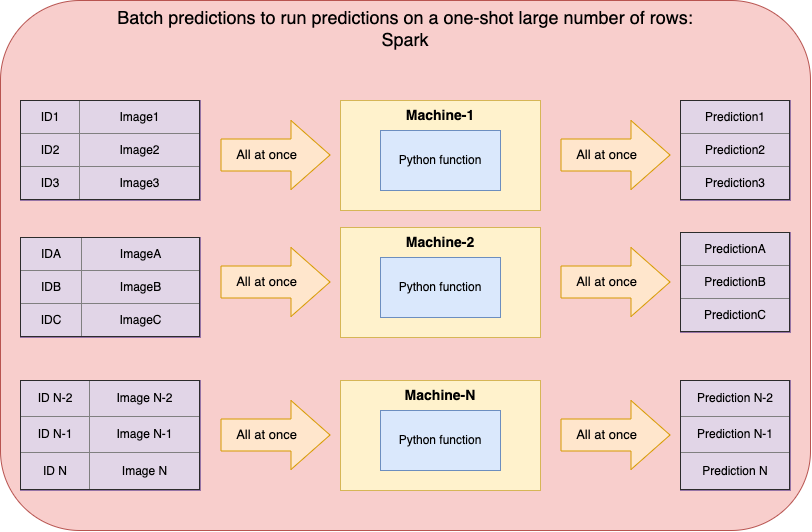 Batch predictions to run predictions on a one-shot large number of rows:
Spark
ID1 Image1
ID2 Image2
ID3 Image3
All at once
Machine-1
Python function
All at once
Prediction1
Prediction2
Prediction3
IDA ImageA
IDB ImageB
IDC ImageC
All at once
Machine-2
Python function
All at once
PredictionA
PredictionB
PredictionC
ID N-2 Image N-2
ID N-1 Image N-1
ID N Image N
All at once
Machine-N
Python function
All at once
Prediction N-2
Prediction N-1
Prediction N